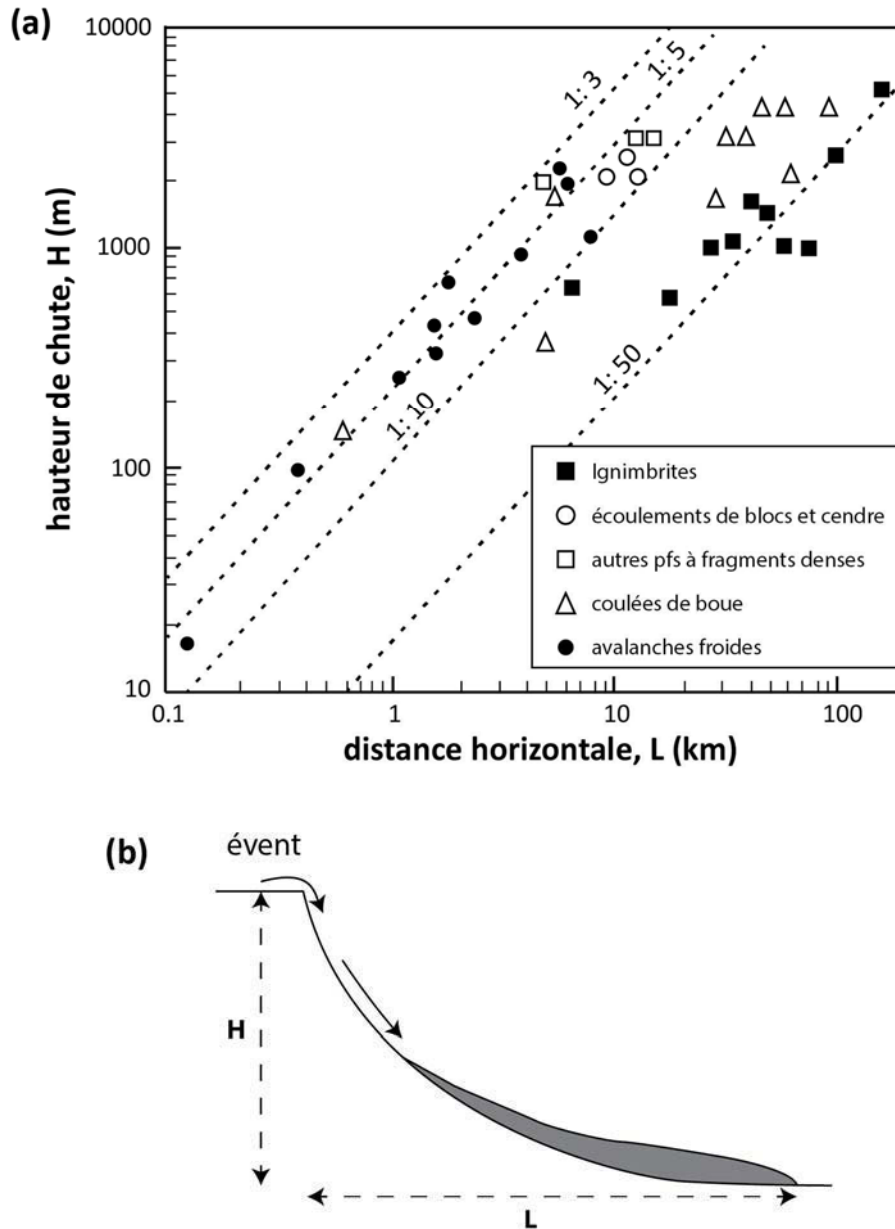 (a)
10000
1000
100
10
hauteur de chute, H (m)
1: 3
1: 5
1: 10
1: 50
Ignimbrites
écoulements de blocs et cendre
autres pfs à fragments denses
coulées de boue
avalanches froides
0.1
1
10
100
distance horizontale, L (km)
(b)
évent
H
L